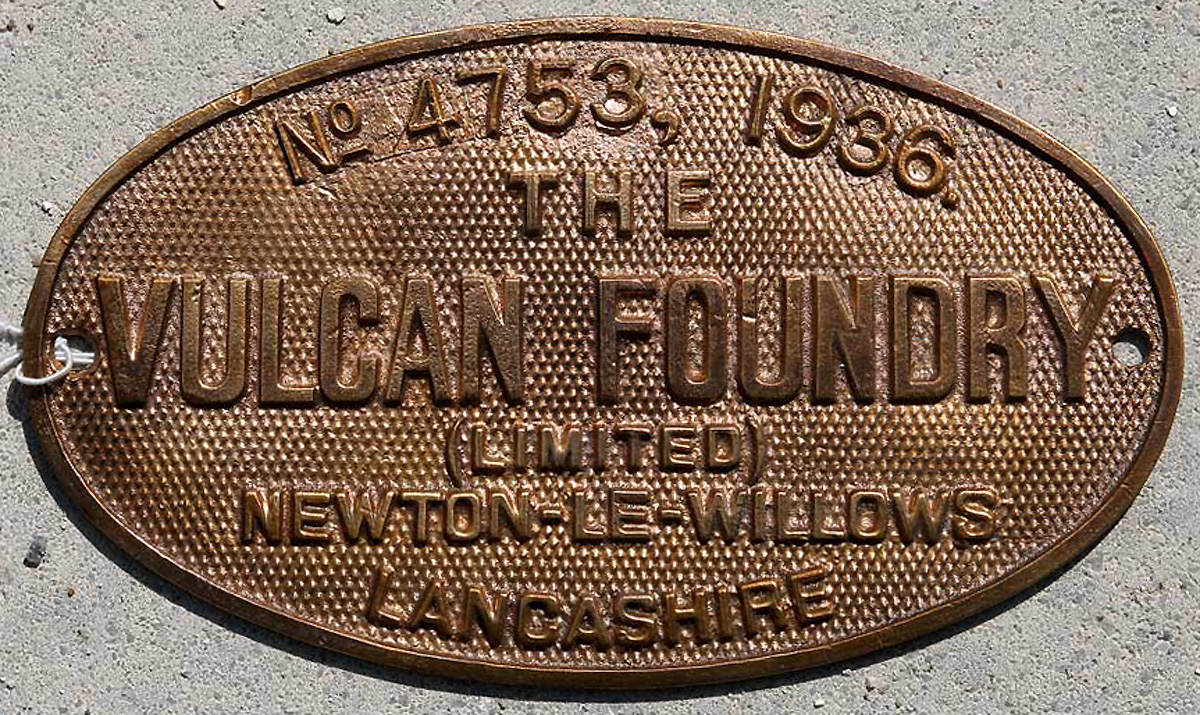 No 4753, 1936.
THE
VULCAN FOUNDRY
(LIMITED)
NEWTON-LE-WILLOWS
LANCASHIRE